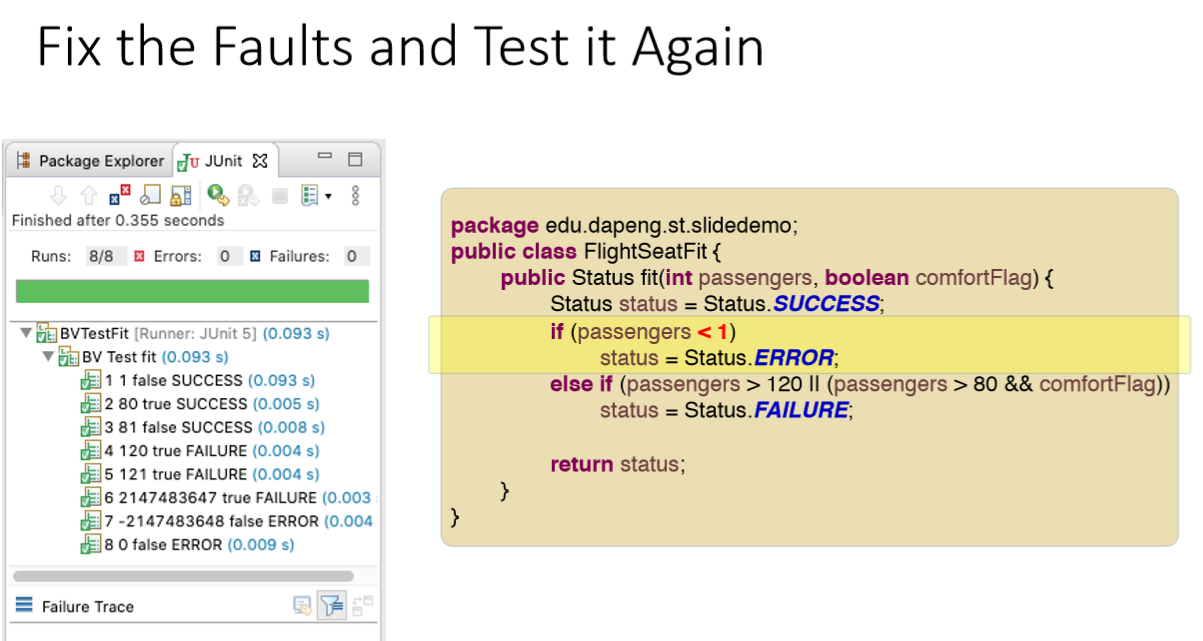 Fix the Faults and Test it Again
Package Explorer
JUnit
Finished after 0.355 seconds
Runs: 8/8 Errors: 0 Failures: 0
BVTestFit [Runner: JUnit 5] (0.093 s)
BV Test fit (0.093 s)
1 1 false SUCCESS (0.093 s)
2 80 true SUCCESS (0.005 s)
3 81 false SUCCESS (0.008 s)
4 120 true FAILURE (0.004 s)
5 121 true FAILURE (0.004 s)
6 2147483647 true FAILURE (0.003
7 -2147483648 false ERROR (0.004
8 0 false ERROR (0.009 s)
Failure Trace
package edu.dapeng.st.slidedemo;
public class FlightSeatFit {
public Status fit(int passengers, boolean comfortFlag) {
Status status = Status.SUCCESS;
if (passengers < 1)
status = Status.ERROR;
else if (passengers > 120 || (passengers > 80 && comfortFlag))
status = Status.FAILURE;
return status;
}
}